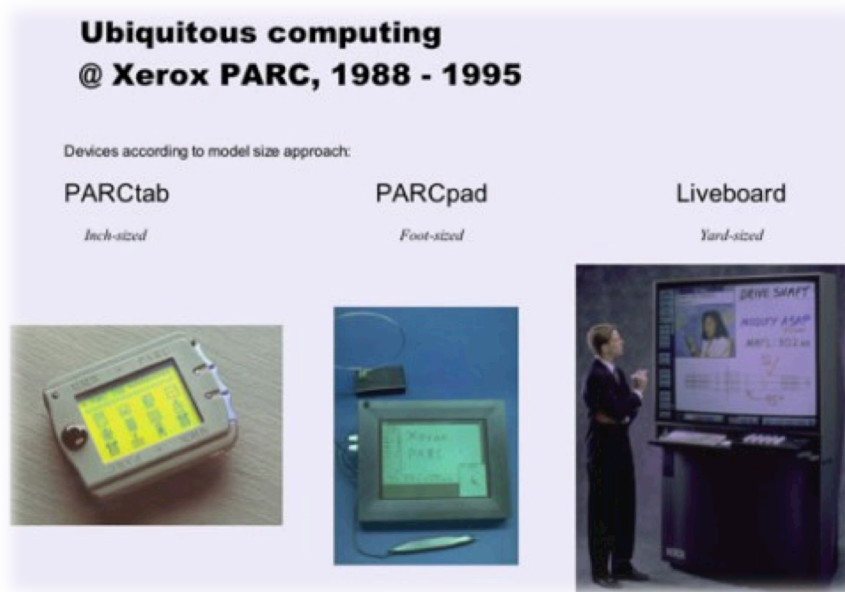 Ubiquitous computing
@ Xerox PARC, 1988 - 1995
Devices according to model size approach:
PARCtab
PARCpad
Liveboard
Inch-sized
Foot-sized
Yard-sized
Xerox
PARC
DRIVE SHAFT
MODIFY ASAP